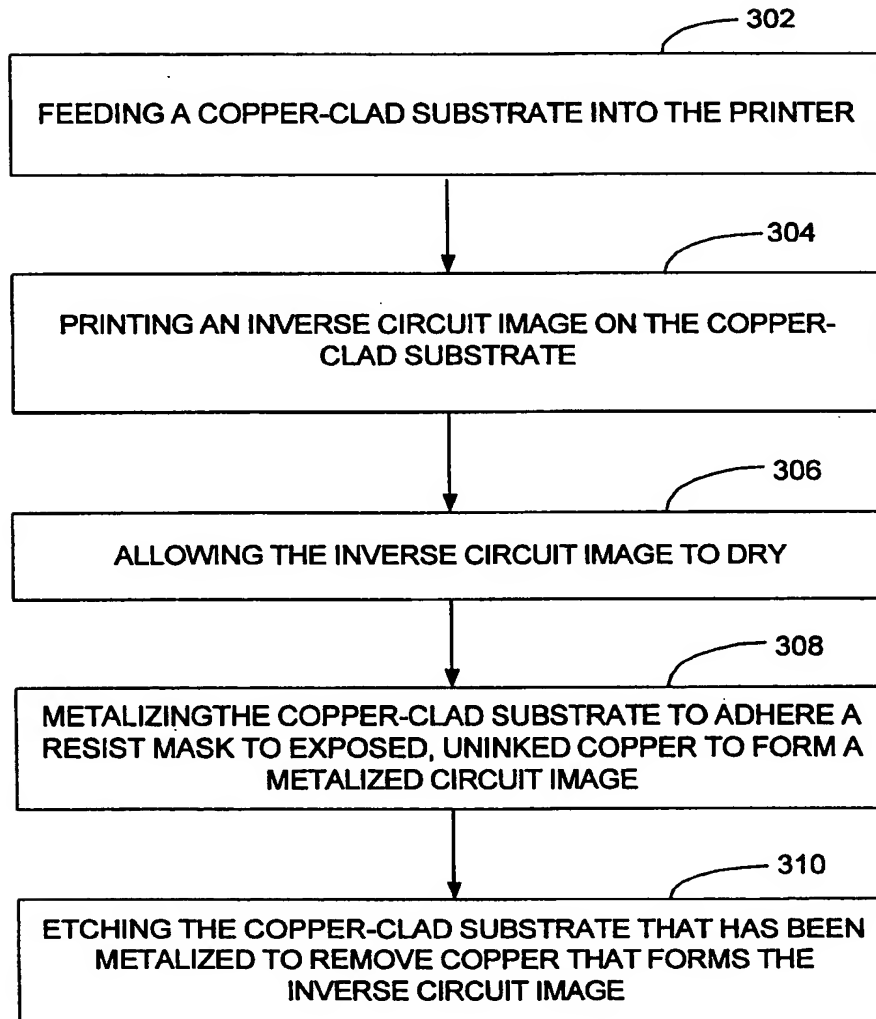 302
FEEDING A COPPER-CLAD SUBSTRATE INTO THE PRINTER
304
PRINTING AN INVERSE CIRCUIT IMAGE ON THE COPPER-
CLAD SUBSTRATE
306
ALLOWING THE INVERSE CIRCUIT IMAGE TO DRY
308
METALIZINGTHE COPPER-CLAD SUBSTRATE TO ADHERE A
RESIST MASK TO EXPOSED, UNINKED COPPER TO FORM A
METALIZED CIRCUIT IMAGE
310
ETCHING THE COPPER-CLAD SUBSTRATE THAT HAS BEEN
METALIZED TO REMOVE COPPER THAT FORMS THE
INVERSE CIRCUIT IMAGE